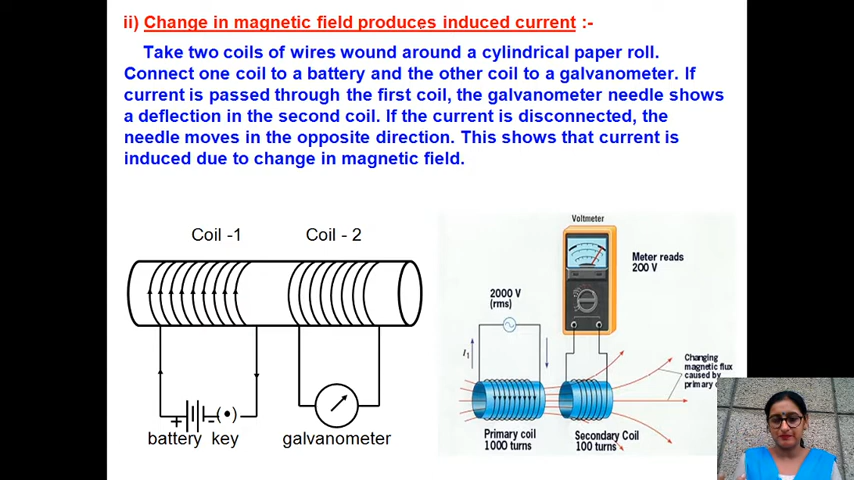 ii) Change in magnetic field produces induced current :-
Take two coils of wires wound around a cylindrical paper roll.
Connect one coil to a battery and the other coil to a galvanometer. If
current is passed through the first coil, the galvanometer needle shows
a deflection in the second coil. If the current is disconnected, the
needle moves in the opposite direction. This shows that current is
induced due to change in magnetic field.
Coil -1
Coil - 2
+
-
battery key
galvanometer
Voltmeter
Meter reads
200 V
2000 V
(rms)
I1
Changing
magnetic flux
caused by
primary
Primary coil
1000 turns
Secondary Coil
100 turns